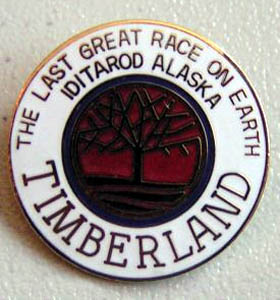 THE LAST GREAT RACE ON EARTH
IDITAROD ALASKA
TIMBERLAND